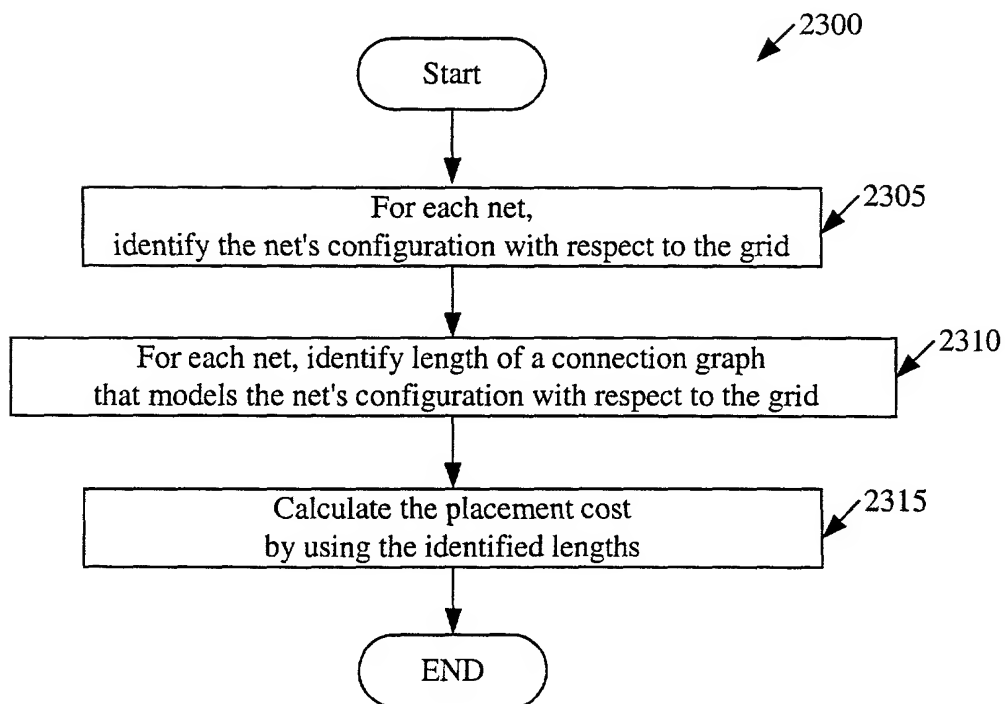 2300
Start
For each net,
identify the net's configuration with respect to the grid
2305
For each net, identify length of a connection graph
that models the net's configuration with respect to the grid
2310
Calculate the placement cost
by using the identified lengths
2315
END